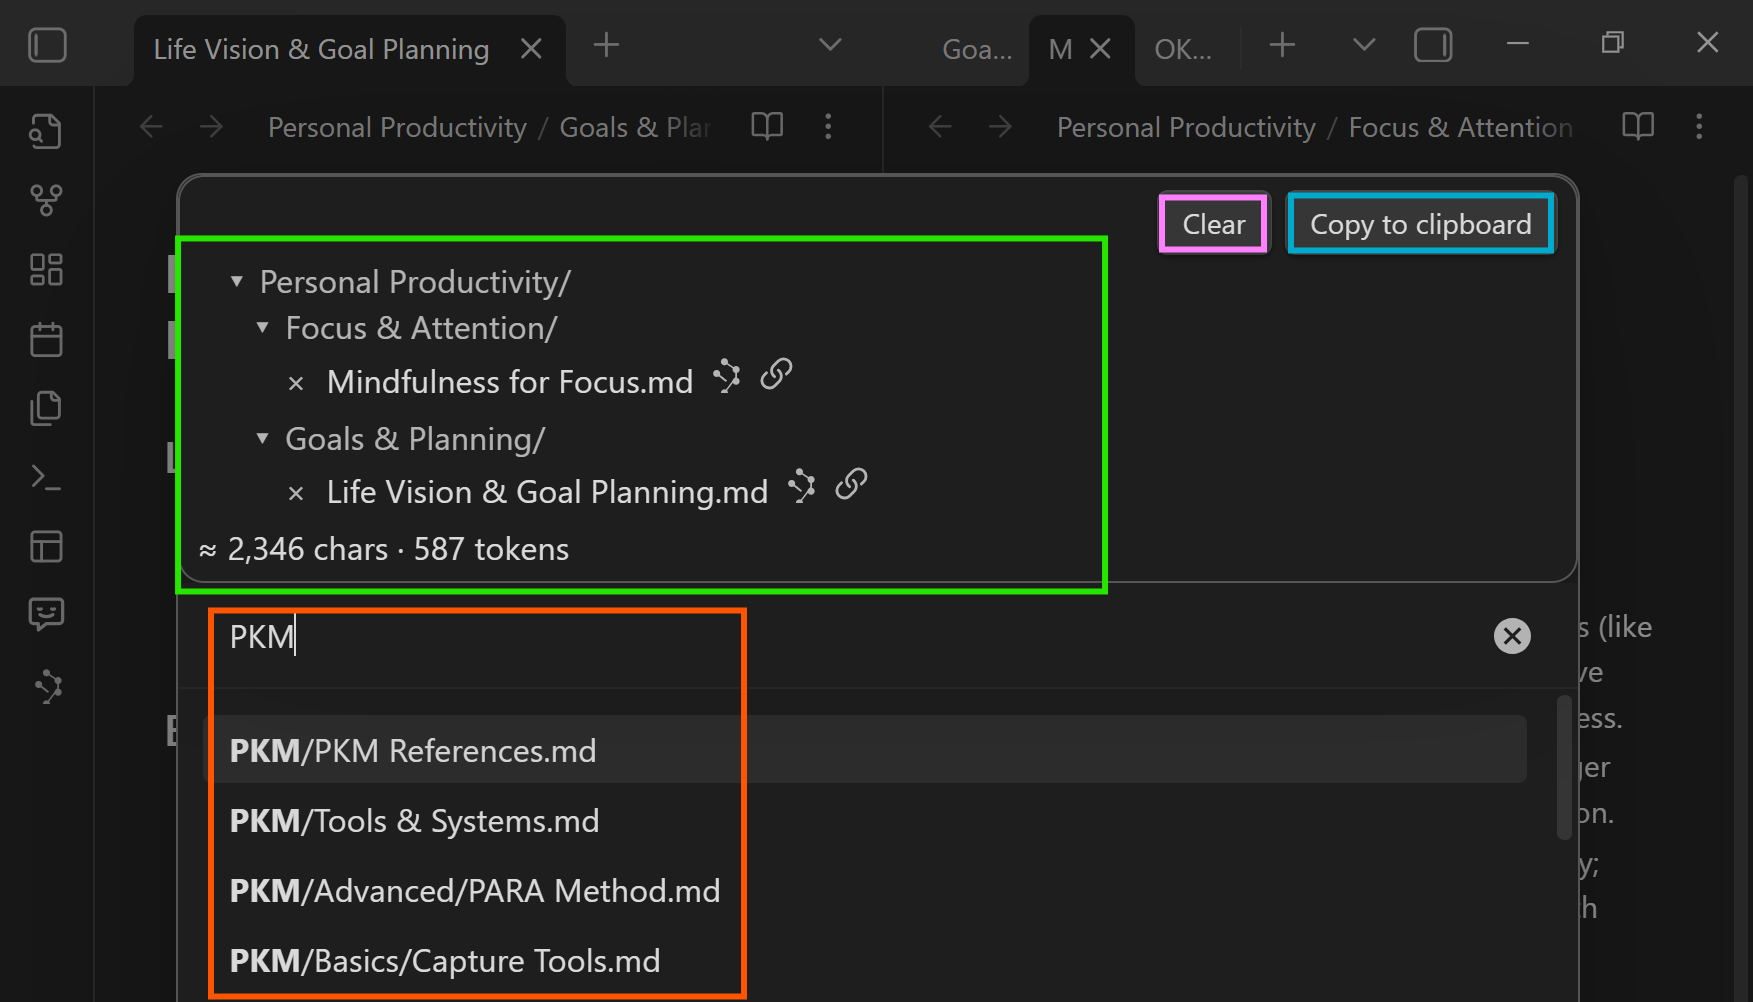 Life Vision & Goal Planning
Goa...
M
OK...
Personal Productivity / Goals & Plan
Personal Productivity / Focus & Attention
Clear
Copy to clipboard
Personal Productivity/
Focus & Attention/
Mindfulness for Focus.md
Goals & Planning/
Life Vision & Goal Planning.md
≈ 2,346 chars · 587 tokens
PKM
PKM/PKM References.md
PKM/Tools & Systems.md
PKM/Advanced/PARA Method.md
PKM/Basics/Capture Tools.md
s (like
ve
ess.
ger
on.
y;
th